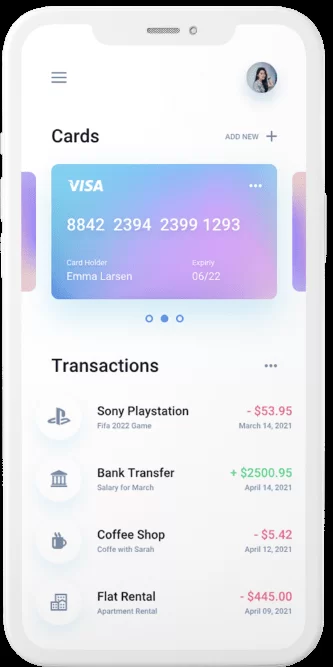 Cards
ADD NEW
VISA
8842 2394 2399 1293
Card Holder
Expiriy
Emma Larsen
06/22
Transactions
Sony Playstation
- $53.95
Fifa 2022 Game
March 14, 2021
Bank Transfer
+ $2500.95
Salary for March
April 14, 2021
Coffee Shop
- $5.42
Coffe with Sarah
April 12, 2021
Flat Rental
- $445.00
Apartment Rental
April 09, 2021